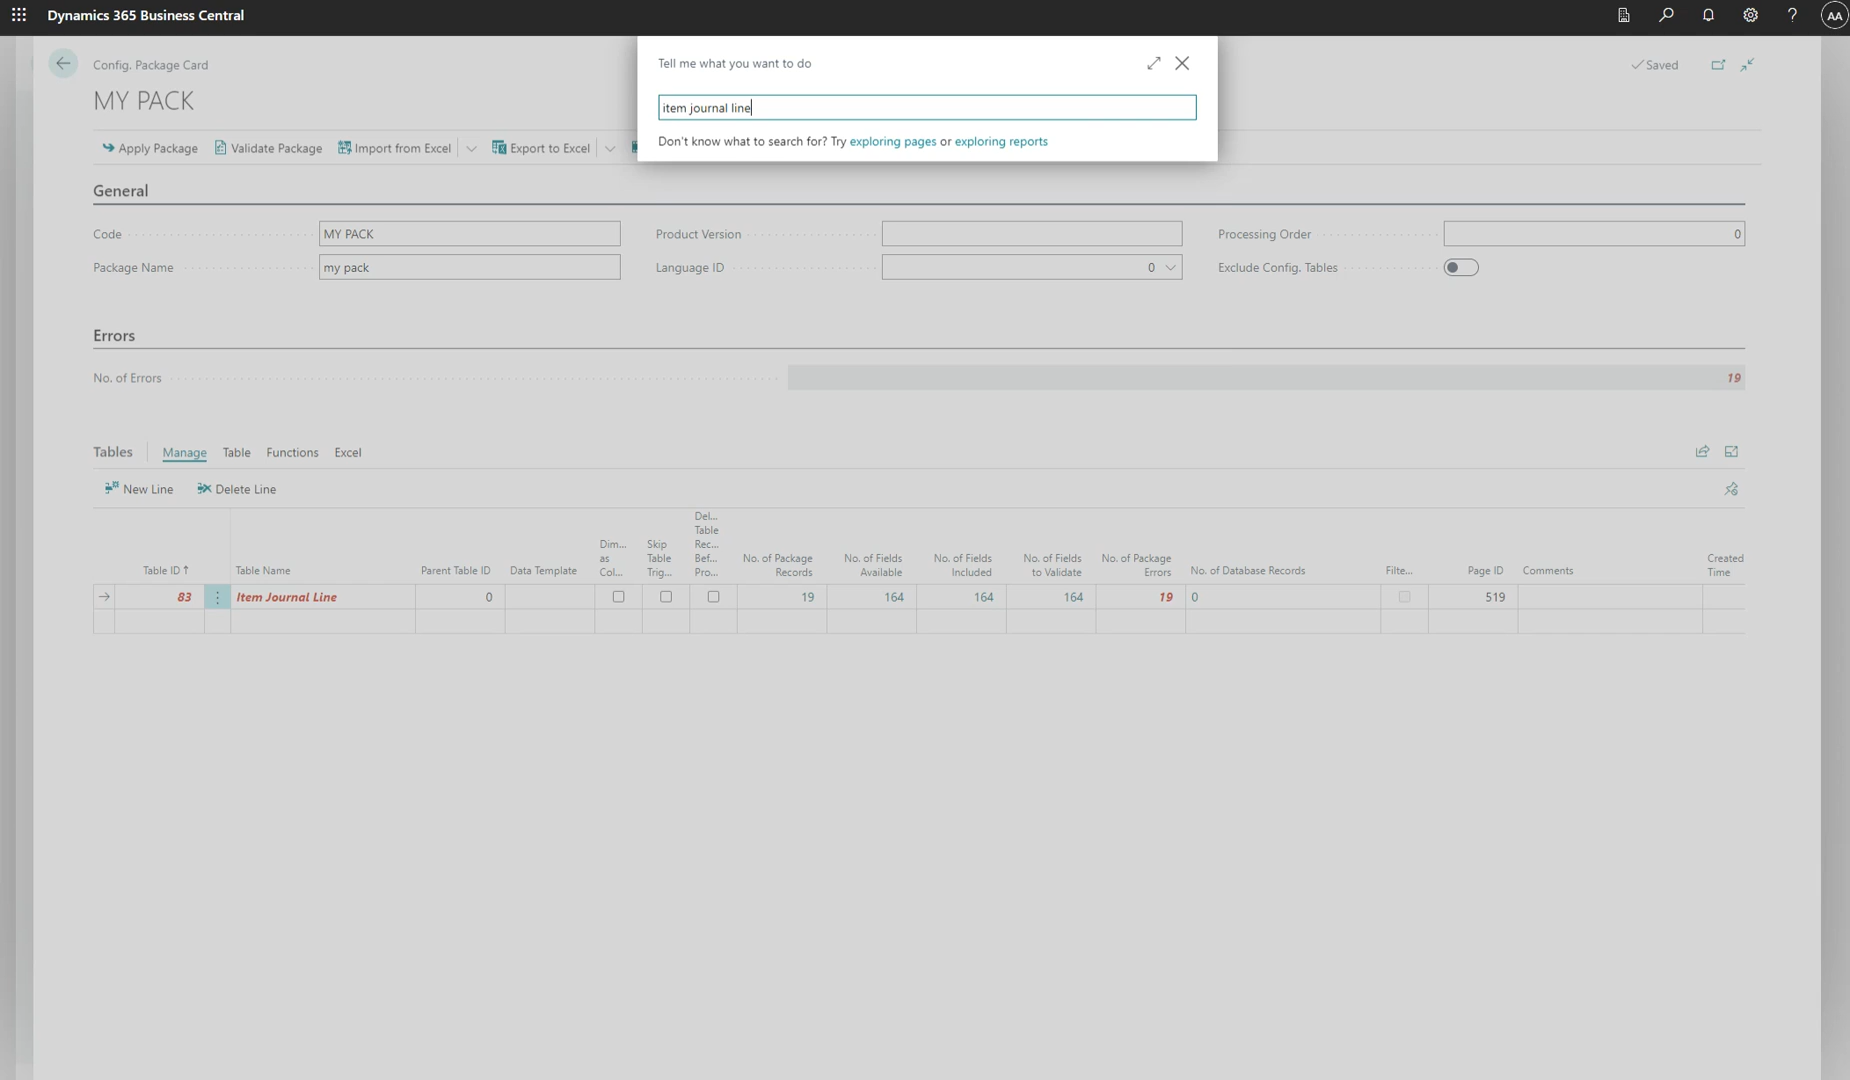 Dynamics 365 Business Central
AA
Config. Package Card
Saved
MY PACK
Tell me what you want to do
item journal line
Don't know what to search for? Try exploring pages or exploring reports
Apply Package Validate Package Import from Excel Export to Excel
General
Code MY PACK Product Version Processing Order 0
Package Name my pack Language ID 0 Exclude Config. Tables
Errors
No. of Errors 19
Tables Manage Table Functions Excel
New Line Delete Line
Table ID ↑
Table Name
Parent Table ID
Data Template
Dim...
as
Col...
Skip
Table
Trig...
Del...
Table
Rec...
Bef...
Pro...
No. of Package
Records
No. of Fields
Available
No. of Fields
Included
No. of Fields
to Validate
No. of Package
Errors
No. of Database Records
Filte...
Page ID
Comments
Created
Time
83 Item Journal Line 0 19 164 164 164 19 0 519